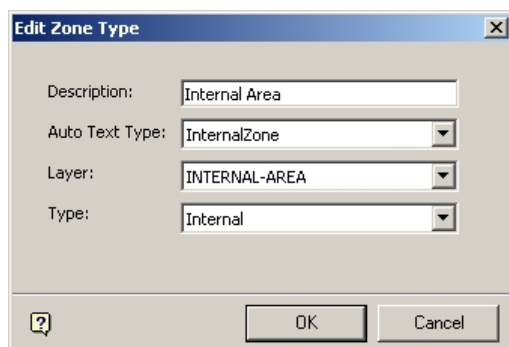 Edit Zone Type
Description: Internal Area
Auto Text Type: InternalZone
Layer: INTERNAL-AREA
Type: Internal
OK Cancel